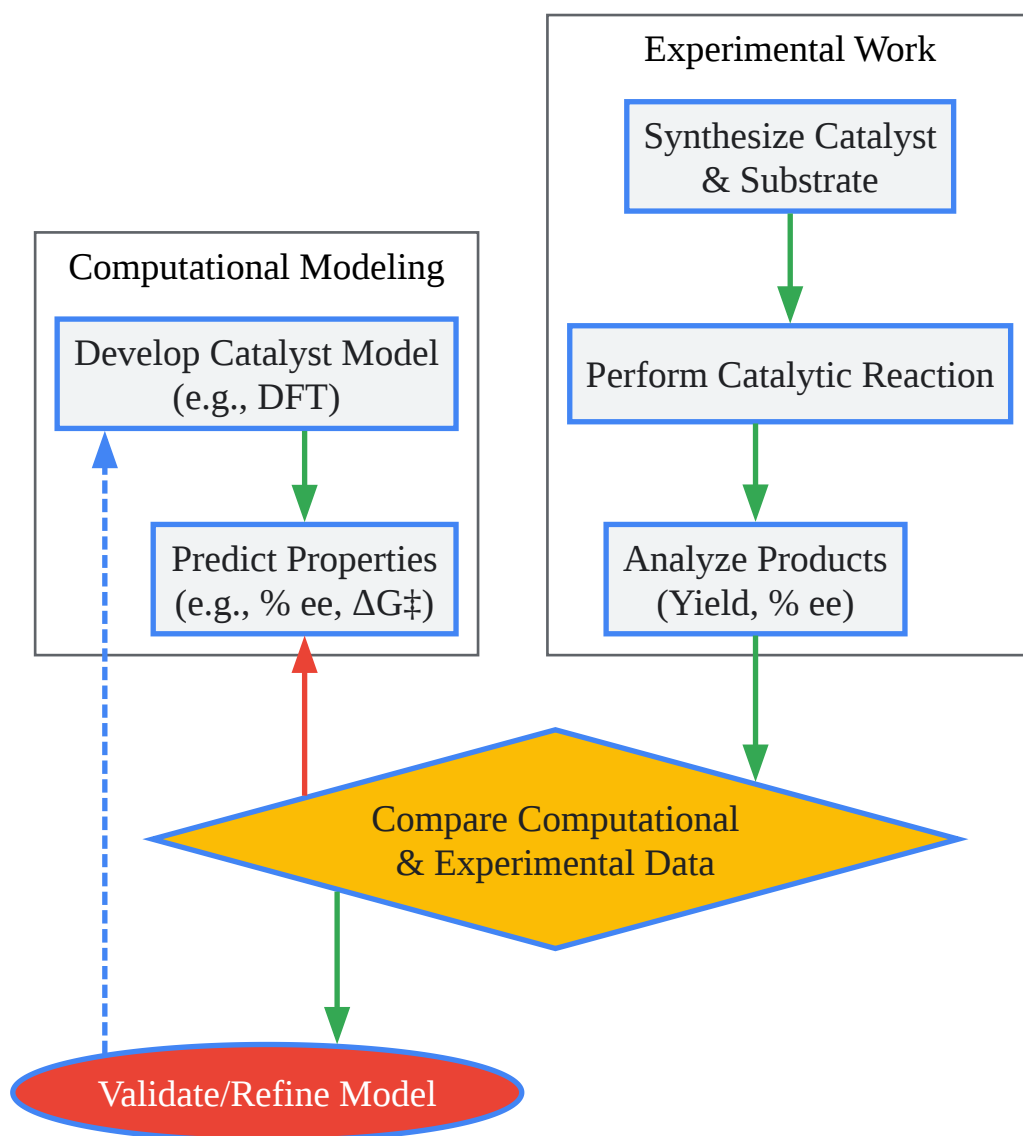 Experimental Work
Synthesize Catalyst
& Substrate
Perform Catalytic Reaction
Analyze Products
(Yield, % ee)
Computational Modeling
Develop Catalyst Model
(e.g., DFT)
Predict Properties
(e.g., % ee, ΔG‡)
Compare Computational
& Experimental Data
Validate/Refine Model